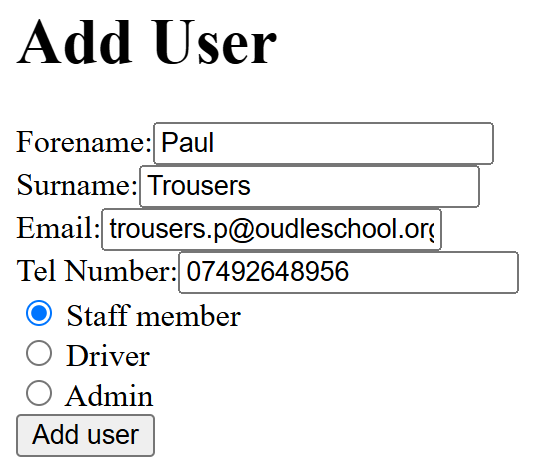 Add User
Forename: Paul
Surname: Trousers
Email: trousers.p@oudleschool.org
Tel Number: 07492648956
Staff member
Driver
Admin
Add user